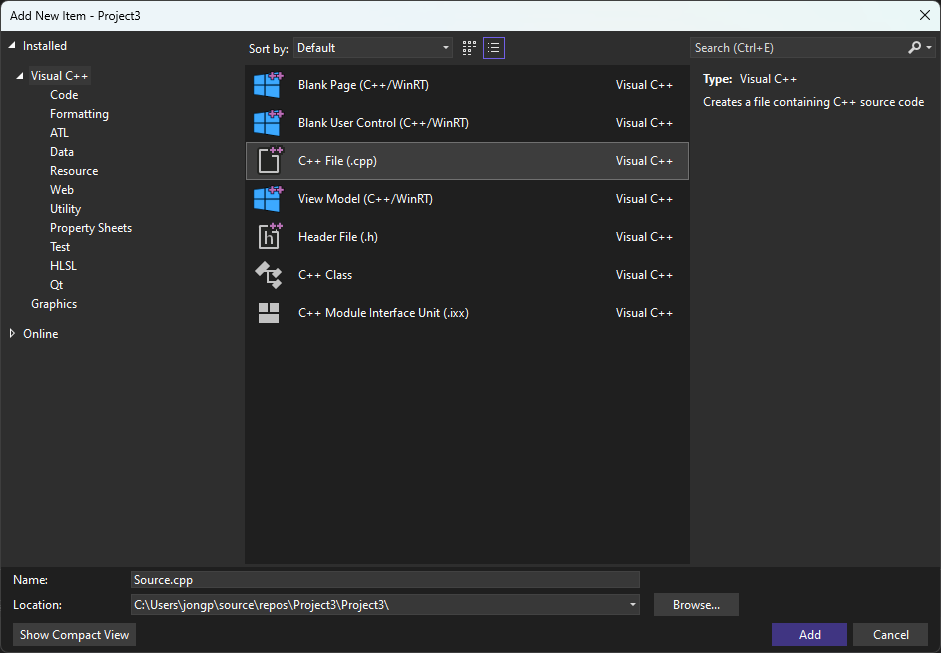 Add New Item - Project3
Installed
Visual C++
Code
Formatting
ATL
Data
Resource
Web
Utility
Property Sheets
Test
HLSL
Qt
Graphics
Online
Sort by: Default
Blank Page (C++/WinRT) Visual C++
Blank User Control (C++/WinRT) Visual C++
C++ File (.cpp) Visual C++
View Model (C++/WinRT) Visual C++
Header File (.h) Visual C++
C++ Class Visual C++
C++ Module Interface Unit (.ixx) Visual C++
Search (Ctrl+E)
Type: Visual C++
Creates a file containing C++ source code
Name: Source.cpp
Location: C:\Users\jongp\source\repos\Project3\Project3\
Browse...
Show Compact View
Add
Cancel